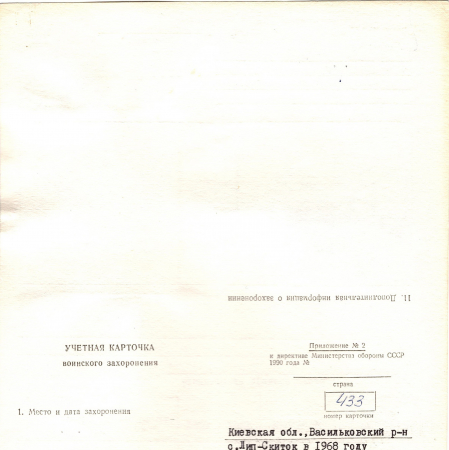 11. Дополнительная информация о захоронении
УЧЕТНАЯ КАРТОЧКА
воинского захоронения
Приложение № 2
к директиве Министерства обороны СССР
1990 года №
страна
433
номер карточки
1. Место и дата захоронения
Киевская обл.,Васильковский р-н
с.Лип-Скиток в 1968 году